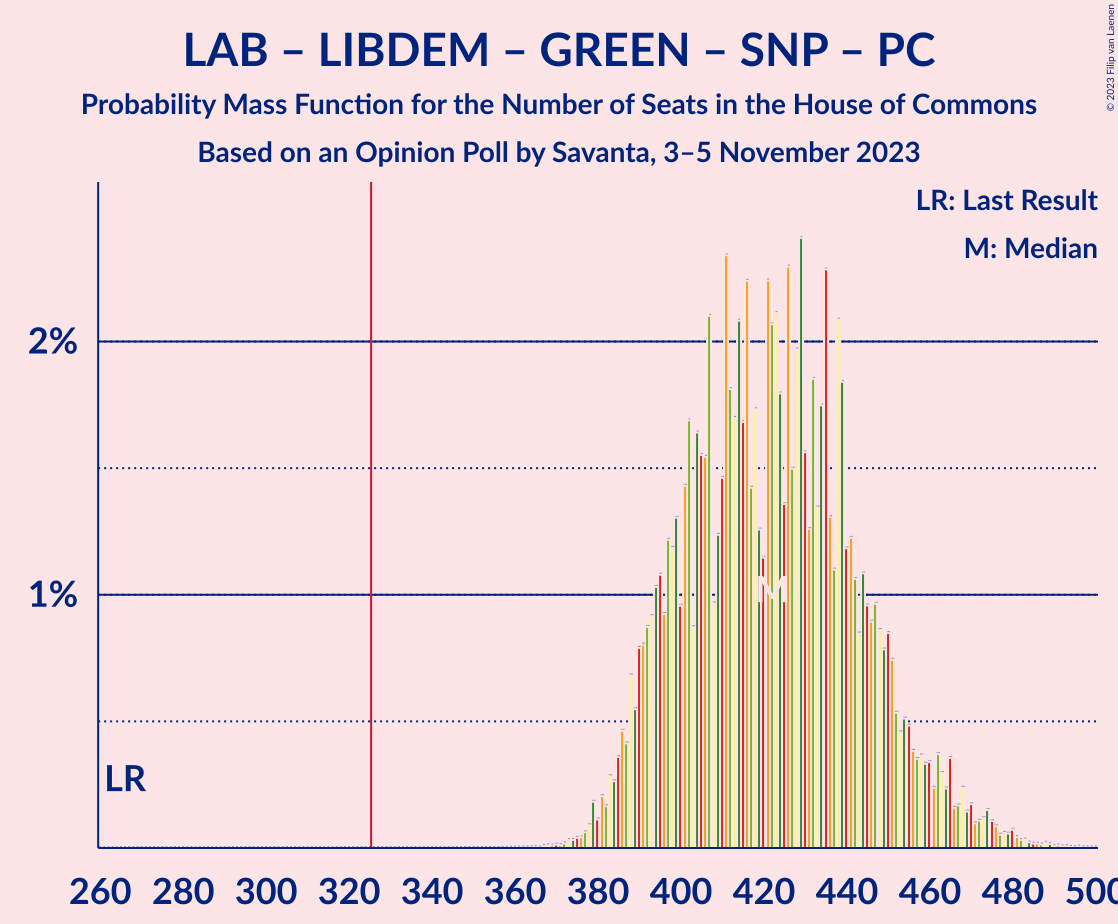 LAB – LIBDEM – GREEN – SNP – PC
Probability Mass Function for the Number of Seats in the House of Commons
Based on an Opinion Poll by Savanta, 3–5 November 2023
© 2023 Filip van Laenen
LR: Last Result
M: Median
2%
1%
M
LR
260 280 300 320 340 360 380 400 420 440 460 480 500